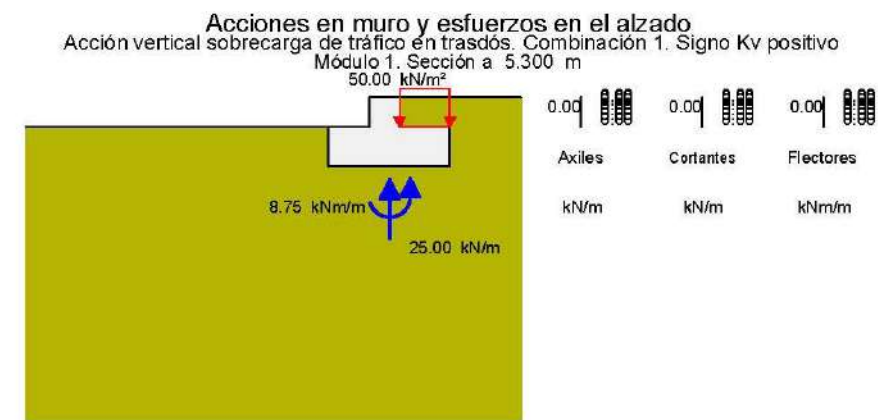 Acciones en muro y esfuerzos en el alzado
Acción vertical sobrecarga de tráfico en trasdós. Combinación 1. Signo Kv positivo
Módulo 1. Sección a 5.300 m
50.00 kN/m²
0.00
0.00
0.00
Axiles
Cortantes
Flectores
8.75 kNm/m
kN/m
kN/m
kNm/m
25.00 kN/m